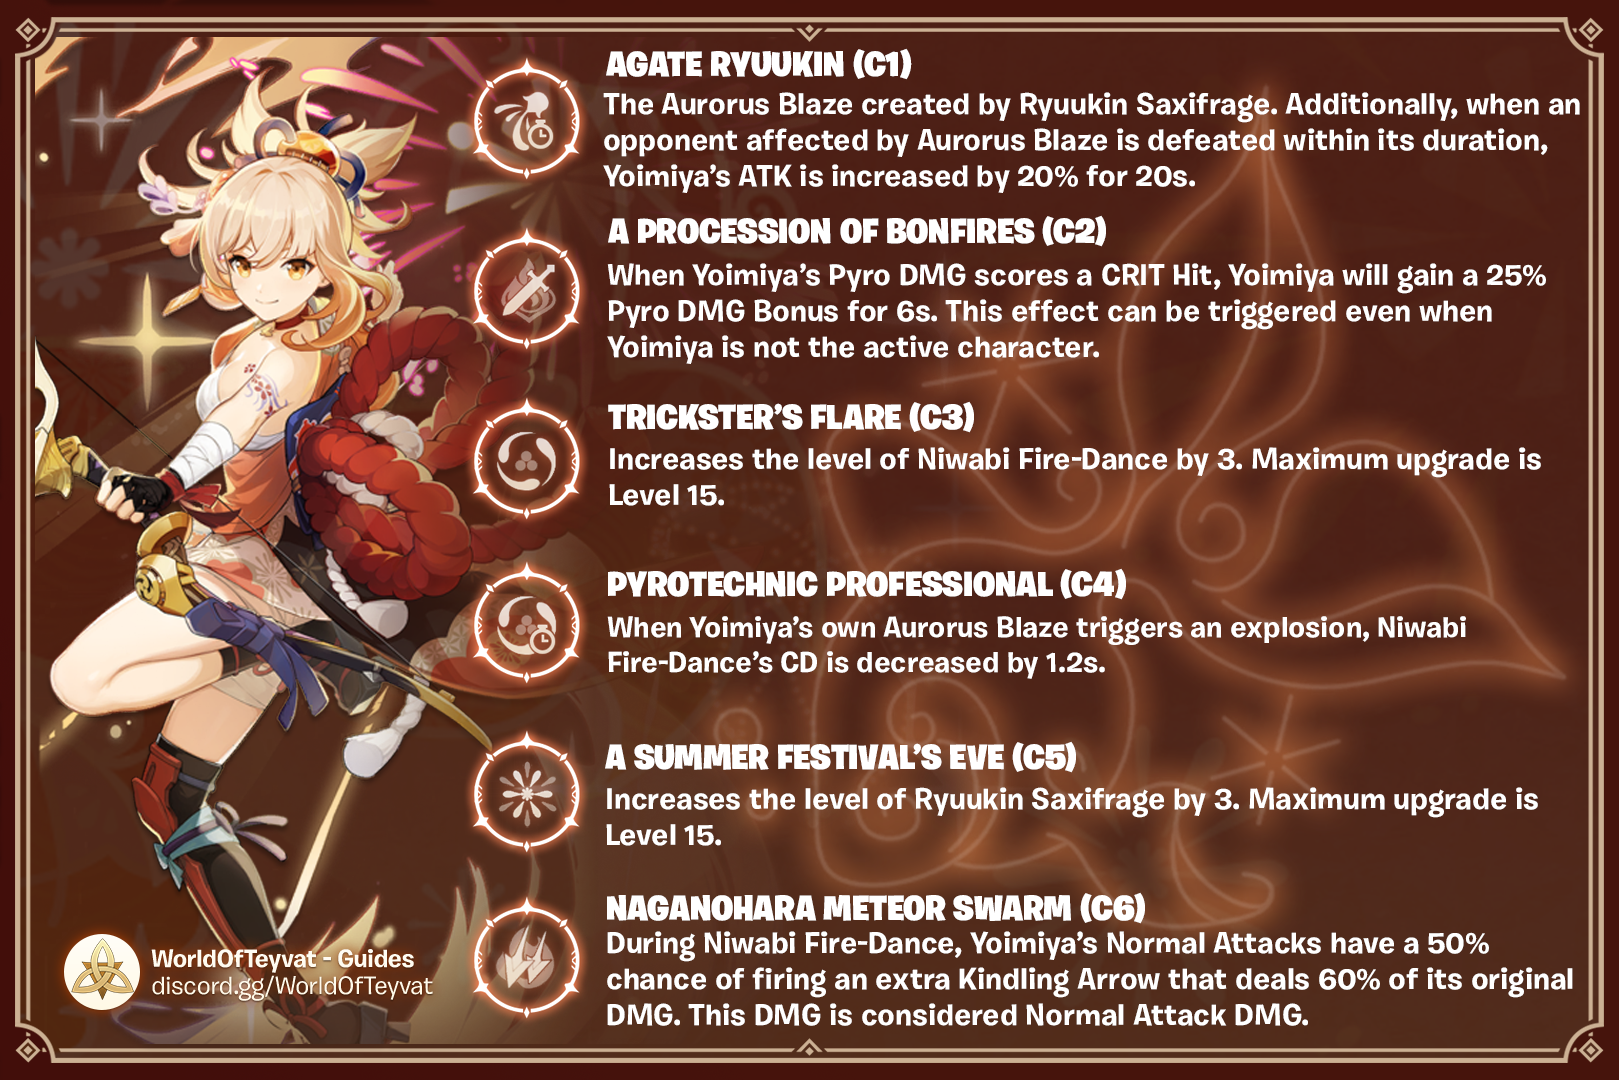 AGATE RYUUKIN (C1)
The Aurorus Blaze created by Ryuukin Saxifrage. Additionally, when an
opponent affected by Aurorus Blaze is defeated within its duration,
Yoimiya's ATK is increased by 20% for 20s.
A PROCESSION OF BONFIRES (C2)
When Yoimiya's Pyro DMG scores a CRIT Hit, Yoimiya will gain a 25%
Pyro DMG Bonus for 6s. This effect can be triggered even when
Yoimiya is not the active character.
TRICKSTER'S FLARE (C3)
Increases the level of Niwabi Fire-Dance by 3. Maximum upgrade is
Level 15.
PYROTECHNIC PROFESSIONAL (C4)
When Yoimiya's own Aurorus Blaze triggers an explosion, Niwabi
Fire-Dance's CD is decreased by 1.2s.
A SUMMER FESTIVAL'S EVE (C5)
Increases the level of Ryuukin Saxifrage by 3. Maximum upgrade is
Level 15.
NAGANOHARA METEOR SWARM (C6)
During Niwabi Fire-Dance, Yoimiya's Normal Attacks have a 50%
chance of firing an extra Kindling Arrow that deals 60% of its original
DMG. This DMG is considered Normal Attack DMG.
WorldOfTeyvat - Guides
discord.gg/WorldOfTeyvat